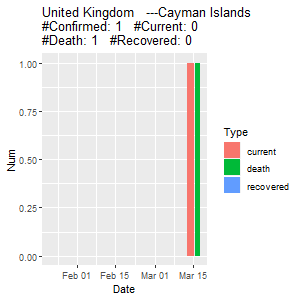 United Kingdom   ---Cayman Islands
#Confirmed: 1   #Current: 0
#Death: 1   #Recovered: 0
1.00
0.75
0.50
0.25
0.00
Num
Feb 01
Feb 15
Mar 01
Mar 15
Date
Type
current
death
recovered